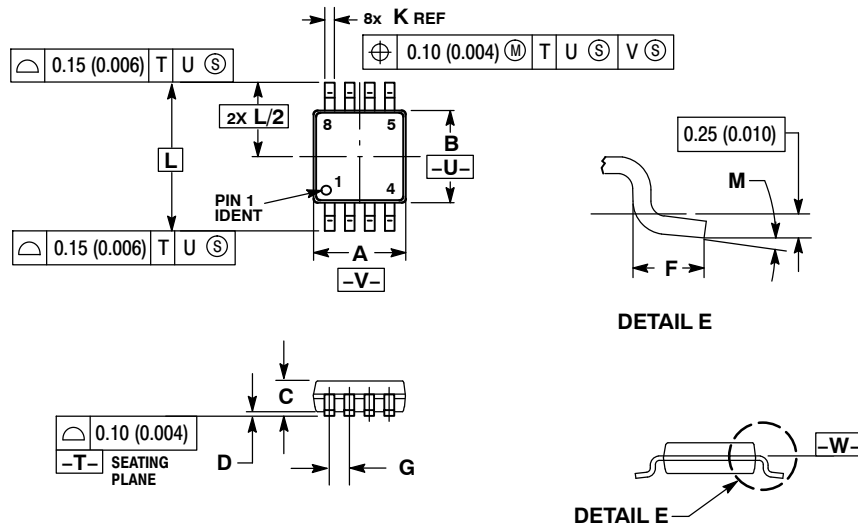 8x K REF
⌖ 0.10 (0.004) Ⓜ T U Ⓢ V Ⓢ
⌓ 0.15 (0.006) T U Ⓢ
2X L/2
8 5
B
-U-
L
PIN 1
IDENT
1 4
⌓ 0.15 (0.006) T U Ⓢ
A
-V-
0.25 (0.010)
M
F
DETAIL E
C
⌓ 0.10 (0.004)
-T- SEATING
PLANE
D
G
-W-
DETAIL E